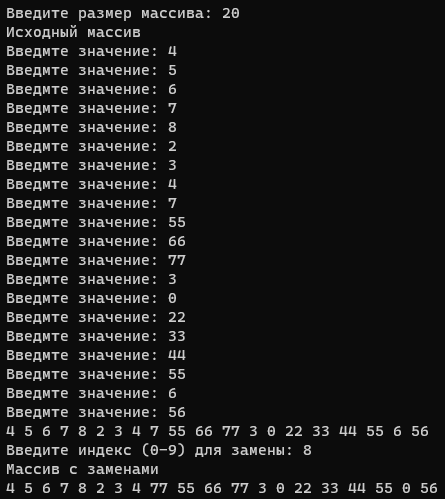 Введите размер массива: 20
Исходный массив
Введмте значение: 4
Введмте значение: 5
Введмте значение: 6
Введмте значение: 7
Введмте значение: 8
Введмте значение: 2
Введмте значение: 3
Введмте значение: 4
Введмте значение: 7
Введмте значение: 55
Введмте значение: 66
Введмте значение: 77
Введмте значение: 3
Введмте значение: 0
Введмте значение: 22
Введмте значение: 33
Введмте значение: 44
Введмте значение: 55
Введмте значение: 6
Введмте значение: 56
4 5 6 7 8 2 3 4 7 55 66 77 3 0 22 33 44 55 6 56
Введите индекс (0-9) для замены: 8
Массив с заменами
4 5 6 7 8 2 3 4 77 55 66 77 3 0 22 33 44 55 0 56